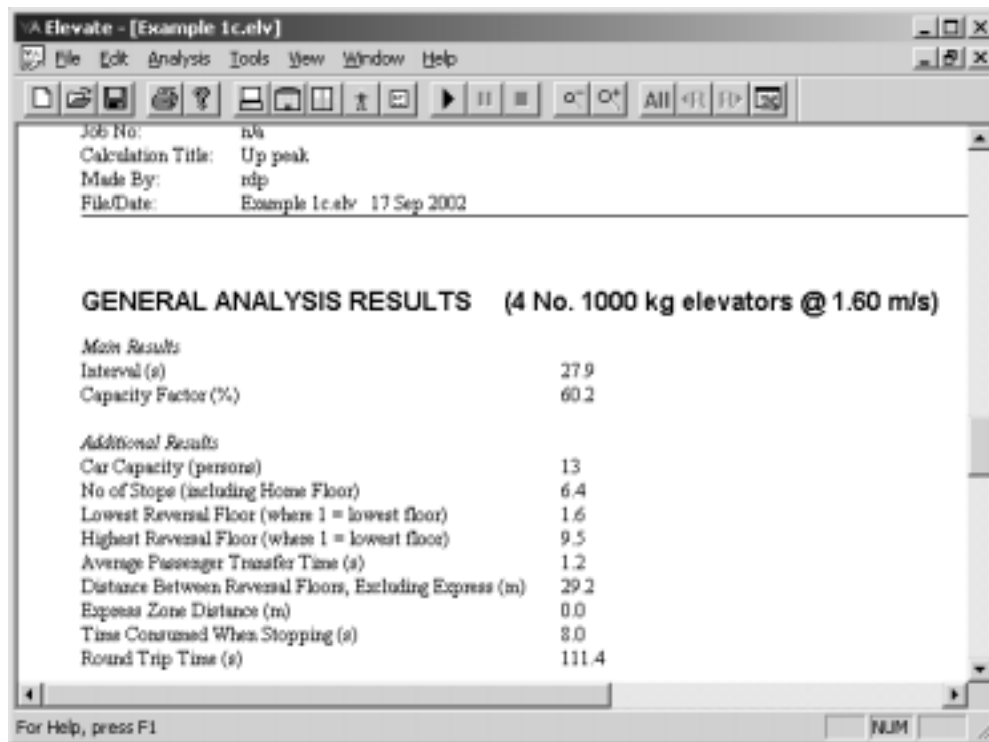 Elevate - [Example 1c.elv]
File Edit Analysis Tools View Window Help
All
Job No: n/a
Calculation Title: Up peak
Made By: rdp
File/Date: Example 1c.elv 17 Sep 2002
GENERAL ANALYSIS RESULTS (4 No. 1000 kg elevators @ 1.60 m/s)
Main Results
Interval (s) 27.9
Capacity Factor (%) 60.2
Additional Results
Car Capacity (persons) 13
No of Stops (including Home Floor) 6.4
Lowest Reversal Floor (where 1 = lowest floor) 1.6
Highest Reversal Floor (where 1 = lowest floor) 9.5
Average Passenger Transfer Time (s) 1.2
Distance Between Reversal Floors, Excluding Express (m) 29.2
Express Zone Distance (m) 0.0
Time Consumed When Stopping (s) 8.0
Round Trip Time (s) 111.4
For Help, press F1 NUM